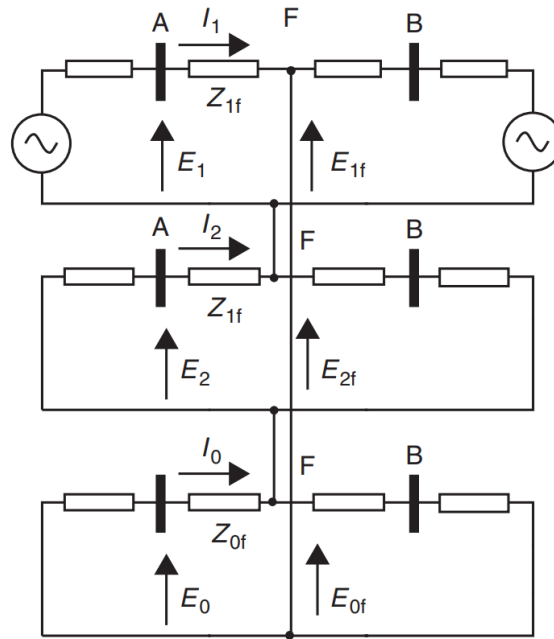 A I₁ F B
Z₁f
E₁ E₁f
A I₂ F B
Z₁f
E₂ E₂f
I₀ F B
Z₀f
E₀ E₀f